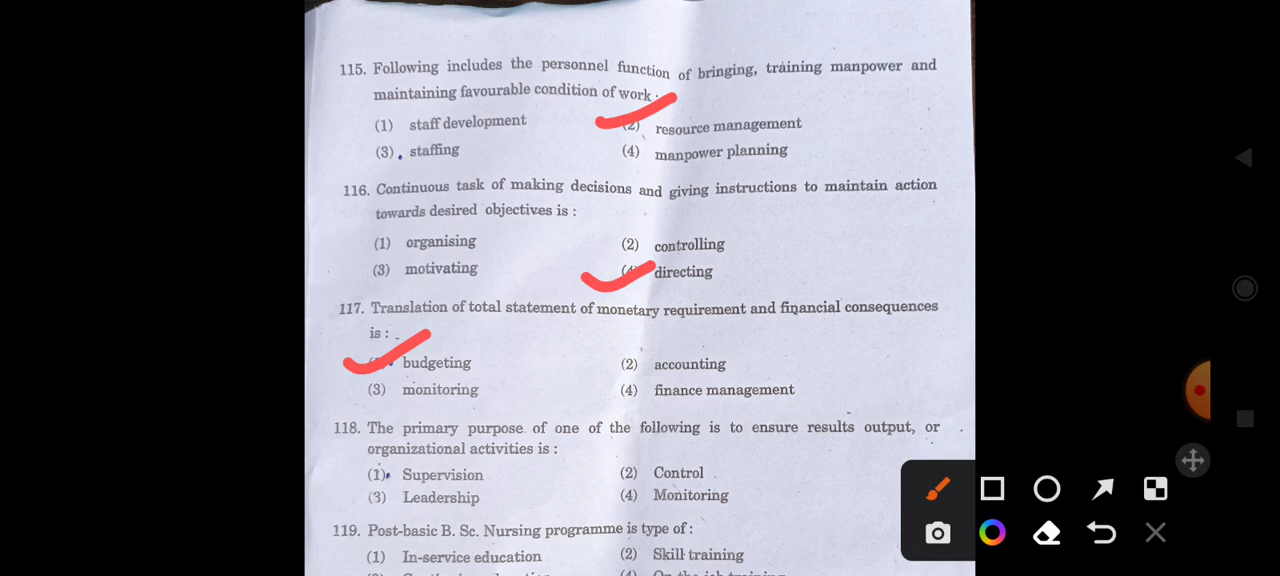 115. Following includes the personnel function of bringing, training manpower and
maintaining favourable condition of work .
(1) staff development
(2) resource management
(3) . staffing
(4) manpower planning
116. Continuous task of making decisions and giving instructions to maintain action
towards desired objectives is :
(1) organising
(2) controlling
(3) motivating
(4) directing
117. Translation of total statement of monetary requirement and financial consequences
is :
budgeting
(2) accounting
(3) monitoring
(4) finance management
118. The primary purpose of one of the following is to ensure results output, or
organizational activities is :
(1) Supervision
(2) Control
(3) Leadership
(4) Monitoring
119. Post-basic B. Sc. Nursing programme is type of :
(1) In-service education
(2) Skill training